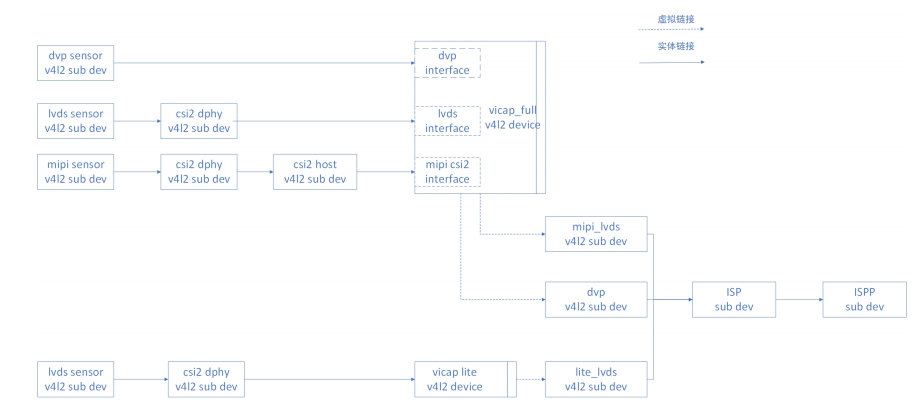 虚拟链接
实体链接
dvp sensor
v4l2 sub dev
dvp
interface
lvds sensor
v4l2 sub dev
csi2 dphy
v4l2 sub dev
lvds
interface
vicap_full
v4l2 device
mipi sensor
v4l2 sub dev
csi2 dphy
v4l2 sub dev
csi2 host
v4l2 sub dev
mipi csi2
interface
mipi_lvds
v4l2 sub dev
dvp
v4l2 sub dev
ISP
sub dev
ISPP
sub dev
lvds sensor
v4l2 sub dev
csi2 dphy
v4l2 sub dev
vicap lite
v4l2 device
lite_lvds
v4l2 sub dev